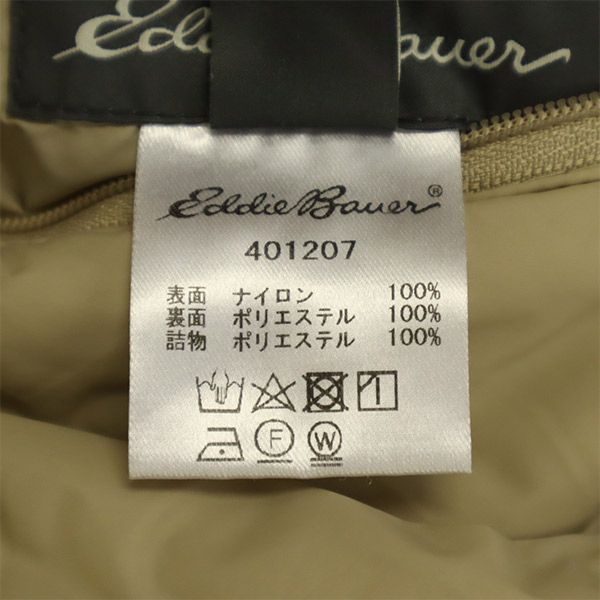 Eddie Bauer
Eddie Bauer®
401207
表面 ナイロン 100%
裏面 ポリエステル 100%
詰物 ポリエステル 100%
F W